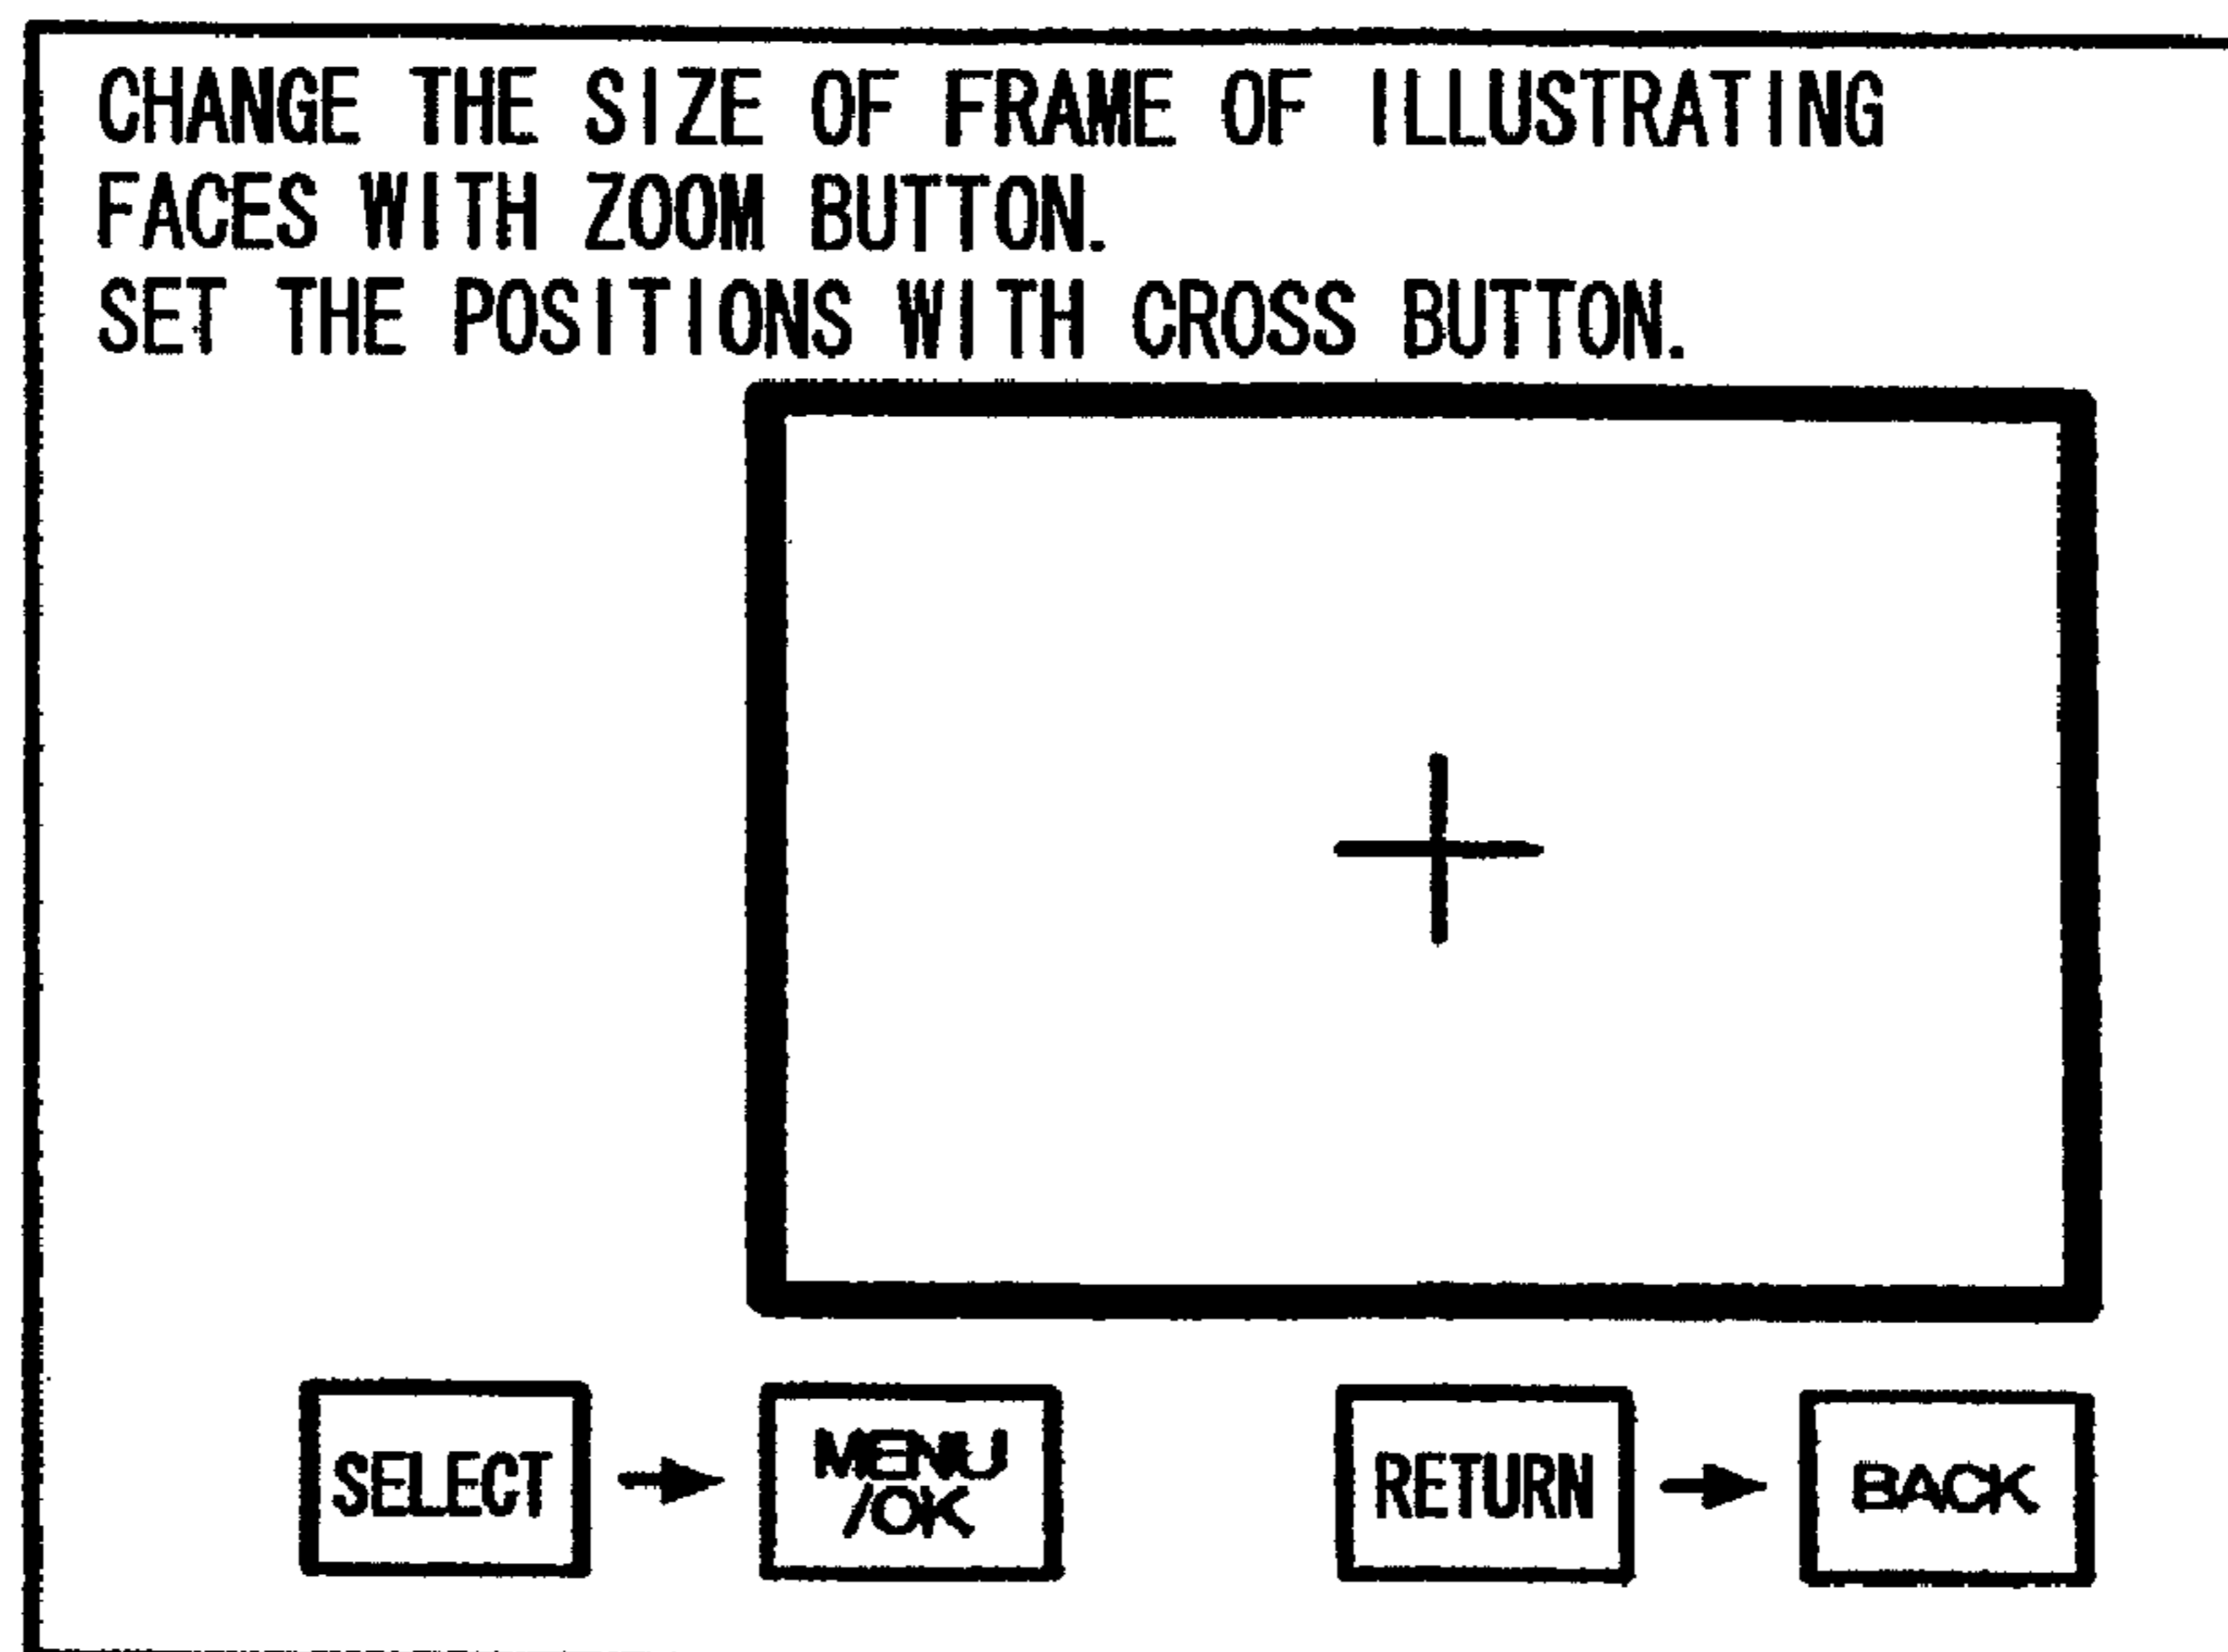 CHANGE THE SIZE OF FRAME OF ILLUSTRATING
FACES WITH ZOOM BUTTON.
SET THE POSITIONS WITH CROSS BUTTON.
SELECT
MENU
/OK
RETURN
BACK